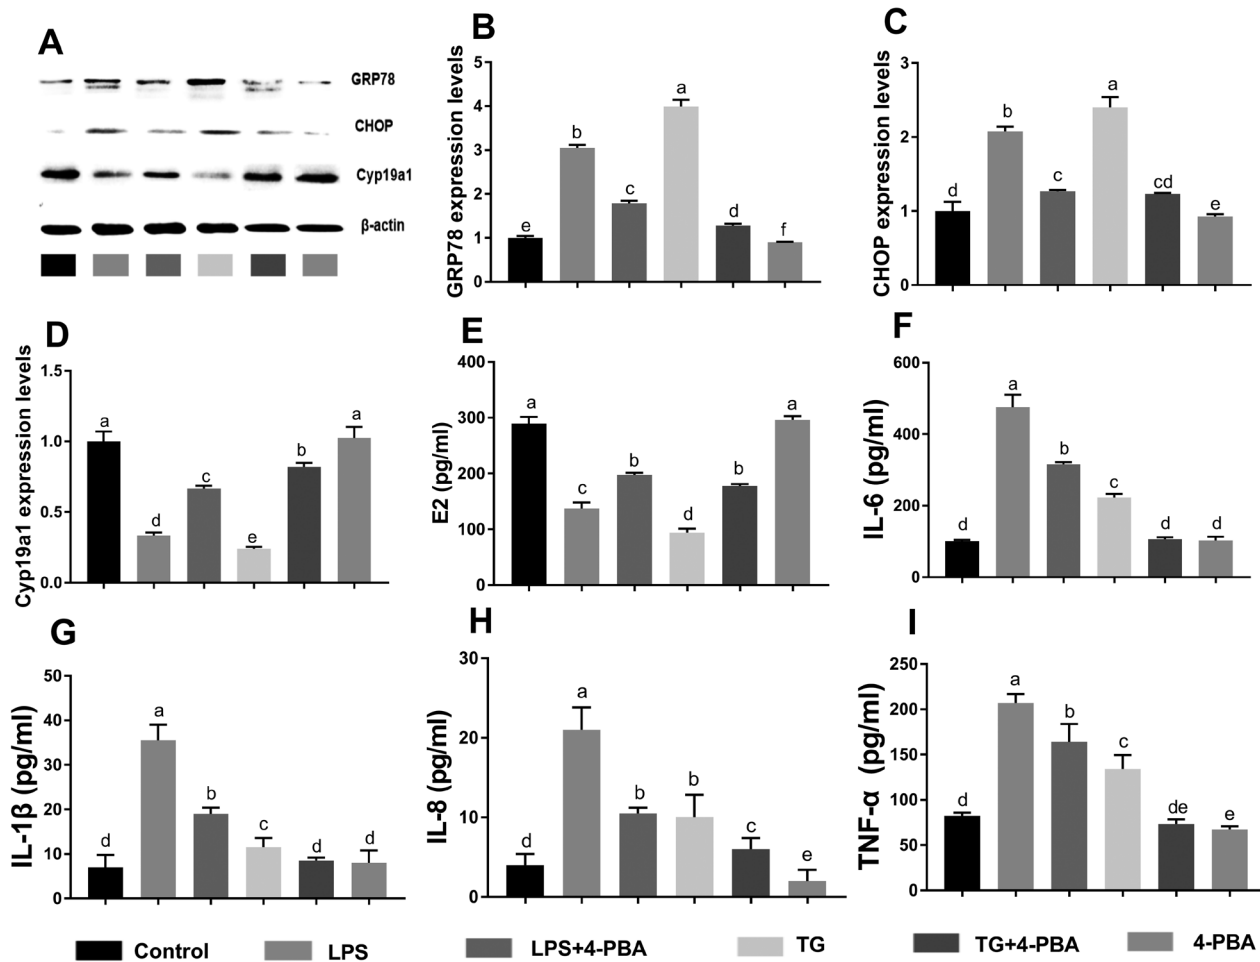 A
GRP78
CHOP
Cyp19a1
β-actin
B
GRP78 expression levels
5
4
3
2
1
0
e
b
c
a
d
f
C
CHOP expression levels
3
2
1
0
d
b
c
a
cd
e
D
Cyp19a1 expression levels
1.5
1.0
0.5
0.0
a
d
c
e
b
a
E
E2 (pg/ml)
400
300
200
100
0
a
c
b
d
b
a
F
IL-6 (pg/ml)
600
400
200
0
d
a
b
c
d
d
G
IL-1β (pg/ml)
50
40
30
20
10
0
d
a
b
c
d
d
H
IL-8 (pg/ml)
30
20
10
0
d
a
b
b
c
e
I
TNF-α (pg/ml)
250
200
150
100
50
0
d
a
b
c
de
e
Control
LPS
LPS+4-PBA
TG
TG+4-PBA
4-PBA